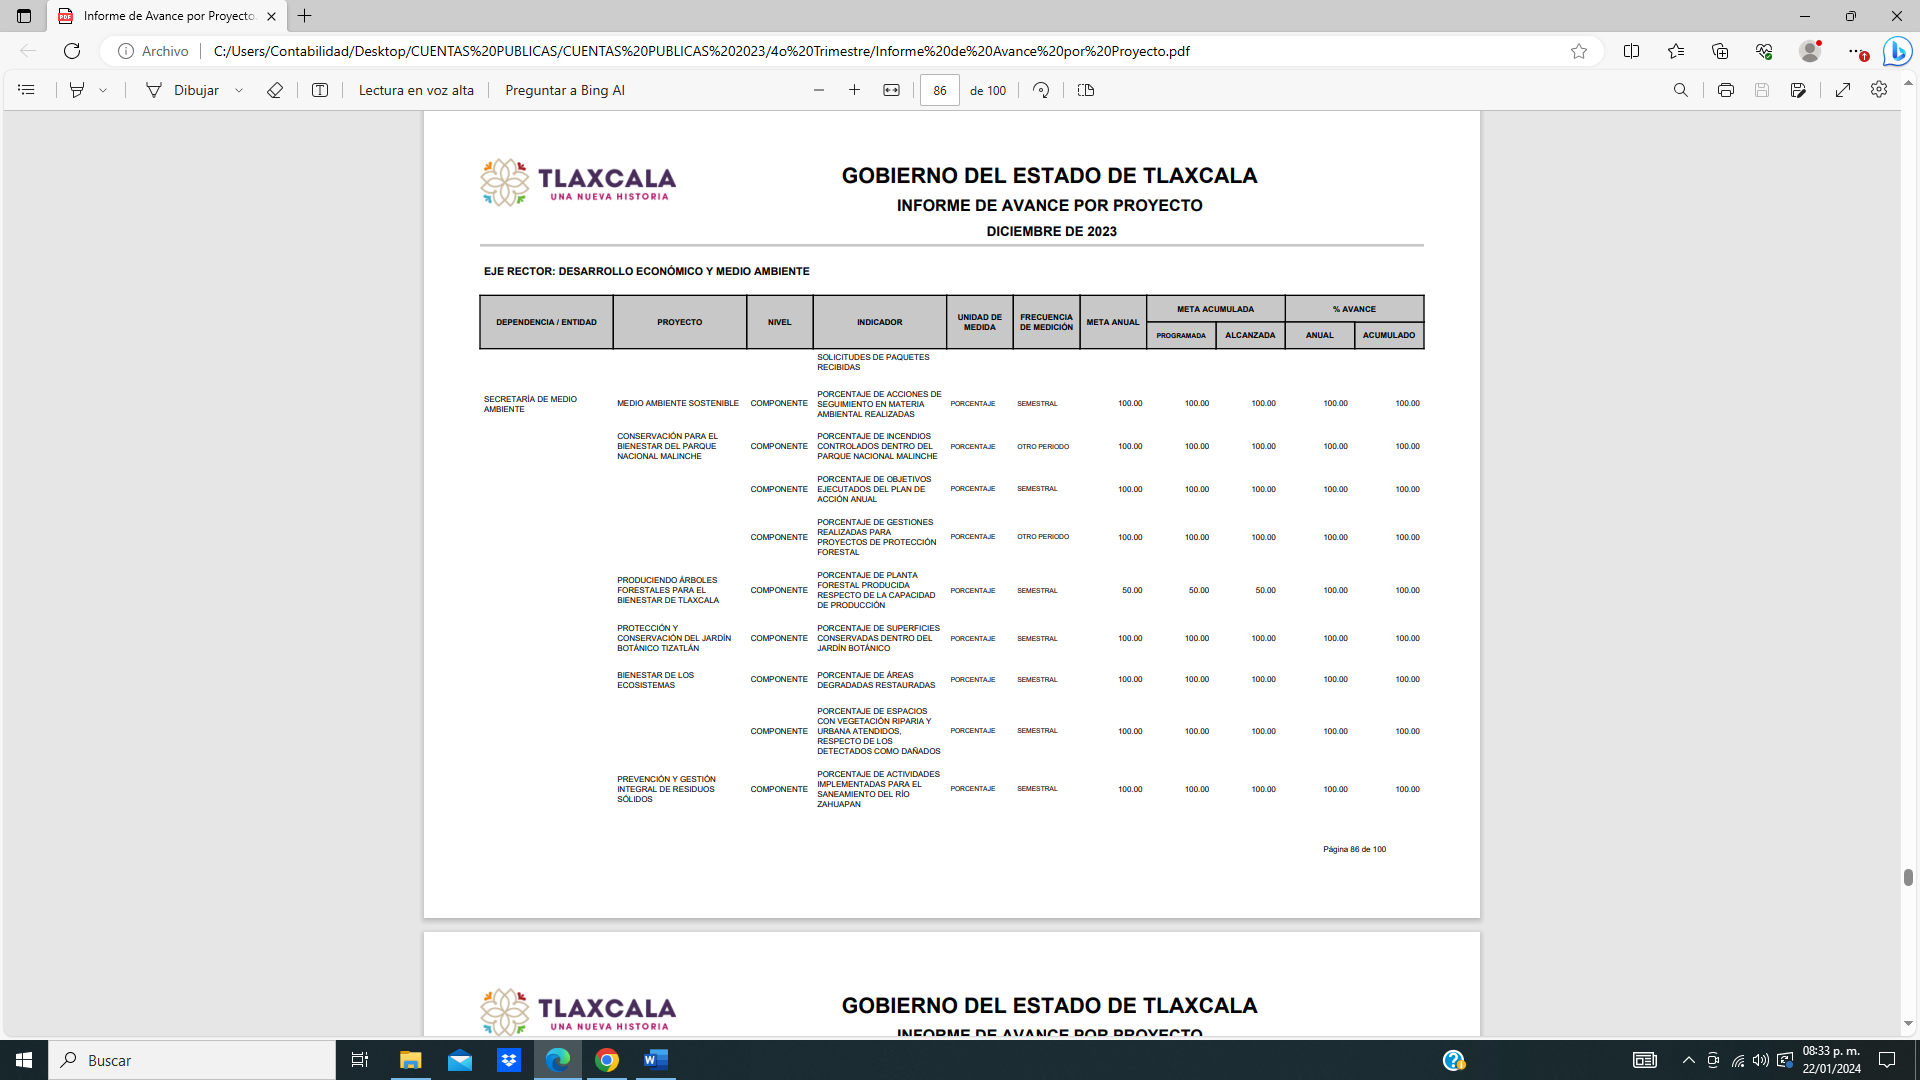 Informe de Avance por Proyecto.
Archivo
C:/Users/Contabilidad/Desktop/CUENTAS%20PUBLICAS/CUENTAS%20PUBLICAS%202023/4o%20Trimestre/Informe%20de%20Avance%20por%20Proyecto.pdf
Dibujar
Lectura en voz alta
Preguntar a Bing AI
86 de 100
TLAXCALA
UNA NUEVA HISTORIA
GOBIERNO DEL ESTADO DE TLAXCALA
INFORME DE AVANCE POR PROYECTO
DICIEMBRE DE 2023
EJE RECTOR: DESARROLLO ECONÓMICO Y MEDIO AMBIENTE
DEPENDENCIA / ENTIDAD
PROYECTO
NIVEL
INDICADOR
UNIDAD DE
MEDIDA
FRECUENCIA
DE MEDICIÓN
META ANUAL
META ACUMULADA
PROGRAMADA
ALCANZADA
% AVANCE
ANUAL
ACUMULADO
SOLICITUDES DE PAQUETES
RECIBIDAS
SECRETARÍA DE MEDIO
AMBIENTE
MEDIO AMBIENTE SOSTENIBLE
COMPONENTE
PORCENTAJE DE ACCIONES DE
SEGUIMIENTO EN MATERIA
AMBIENTAL REALIZADAS
PORCENTAJE
SEMESTRAL
100.00 100.00 100.00 100.00 100.00
CONSERVACIÓN PARA EL
BIENESTAR DEL PARQUE
NACIONAL MALINCHE
COMPONENTE
PORCENTAJE DE INCENDIOS
CONTROLADOS DENTRO DEL
PARQUE NACIONAL MALINCHE
PORCENTAJE
OTRO PERIODO
100.00 100.00 100.00 100.00 100.00
COMPONENTE
PORCENTAJE DE OBJETIVOS
EJECUTADOS DEL PLAN DE
ACCIÓN ANUAL
PORCENTAJE
SEMESTRAL
100.00 100.00 100.00 100.00 100.00
COMPONENTE
PORCENTAJE DE GESTIONES
REALIZADAS PARA
PROYECTOS DE PROTECCIÓN
FORESTAL
PORCENTAJE
OTRO PERIODO
100.00 100.00 100.00 100.00 100.00
PRODUCIENDO ÁRBOLES
FORESTALES PARA EL
BIENESTAR DE TLAXCALA
COMPONENTE
PORCENTAJE DE PLANTA
FORESTAL PRODUCIDA
RESPECTO DE LA CAPACIDAD
DE PRODUCCIÓN
PORCENTAJE
SEMESTRAL
50.00 50.00 50.00 100.00 100.00
PROTECCIÓN Y
CONSERVACIÓN DEL JARDÍN
BOTÁNICO TIZATLÁN
COMPONENTE
PORCENTAJE DE SUPERFICIES
CONSERVADAS DENTRO DEL
JARDÍN BOTÁNICO
PORCENTAJE
SEMESTRAL
100.00 100.00 100.00 100.00 100.00
BIENESTAR DE LOS
ECOSISTEMAS
COMPONENTE
PORCENTAJE DE ÁREAS
DEGRADADAS RESTAURADAS
PORCENTAJE
SEMESTRAL
100.00 100.00 100.00 100.00 100.00
COMPONENTE
PORCENTAJE DE ESPACIOS
CON VEGETACIÓN RIPARIA Y
URBANA ATENDIDOS,
RESPECTO DE LOS
DETECTADOS COMO DAÑADOS
PORCENTAJE
SEMESTRAL
100.00 100.00 100.00 100.00 100.00
PREVENCIÓN Y GESTIÓN
INTEGRAL DE RESIDUOS
SÓLIDOS
COMPONENTE
PORCENTAJE DE ACTIVIDADES
IMPLEMENTADAS PARA EL
SANEAMIENTO DEL RÍO
ZAHUAPAN
PORCENTAJE
SEMESTRAL
100.00 100.00 100.00 100.00 100.00
Página 86 de 100
TLAXCALA
UNA NUEVA HISTORIA
GOBIERNO DEL ESTADO DE TLAXCALA
INFORME DE AVANCE POR PROYECTO
Buscar
08:33 p. m.
22/01/2024